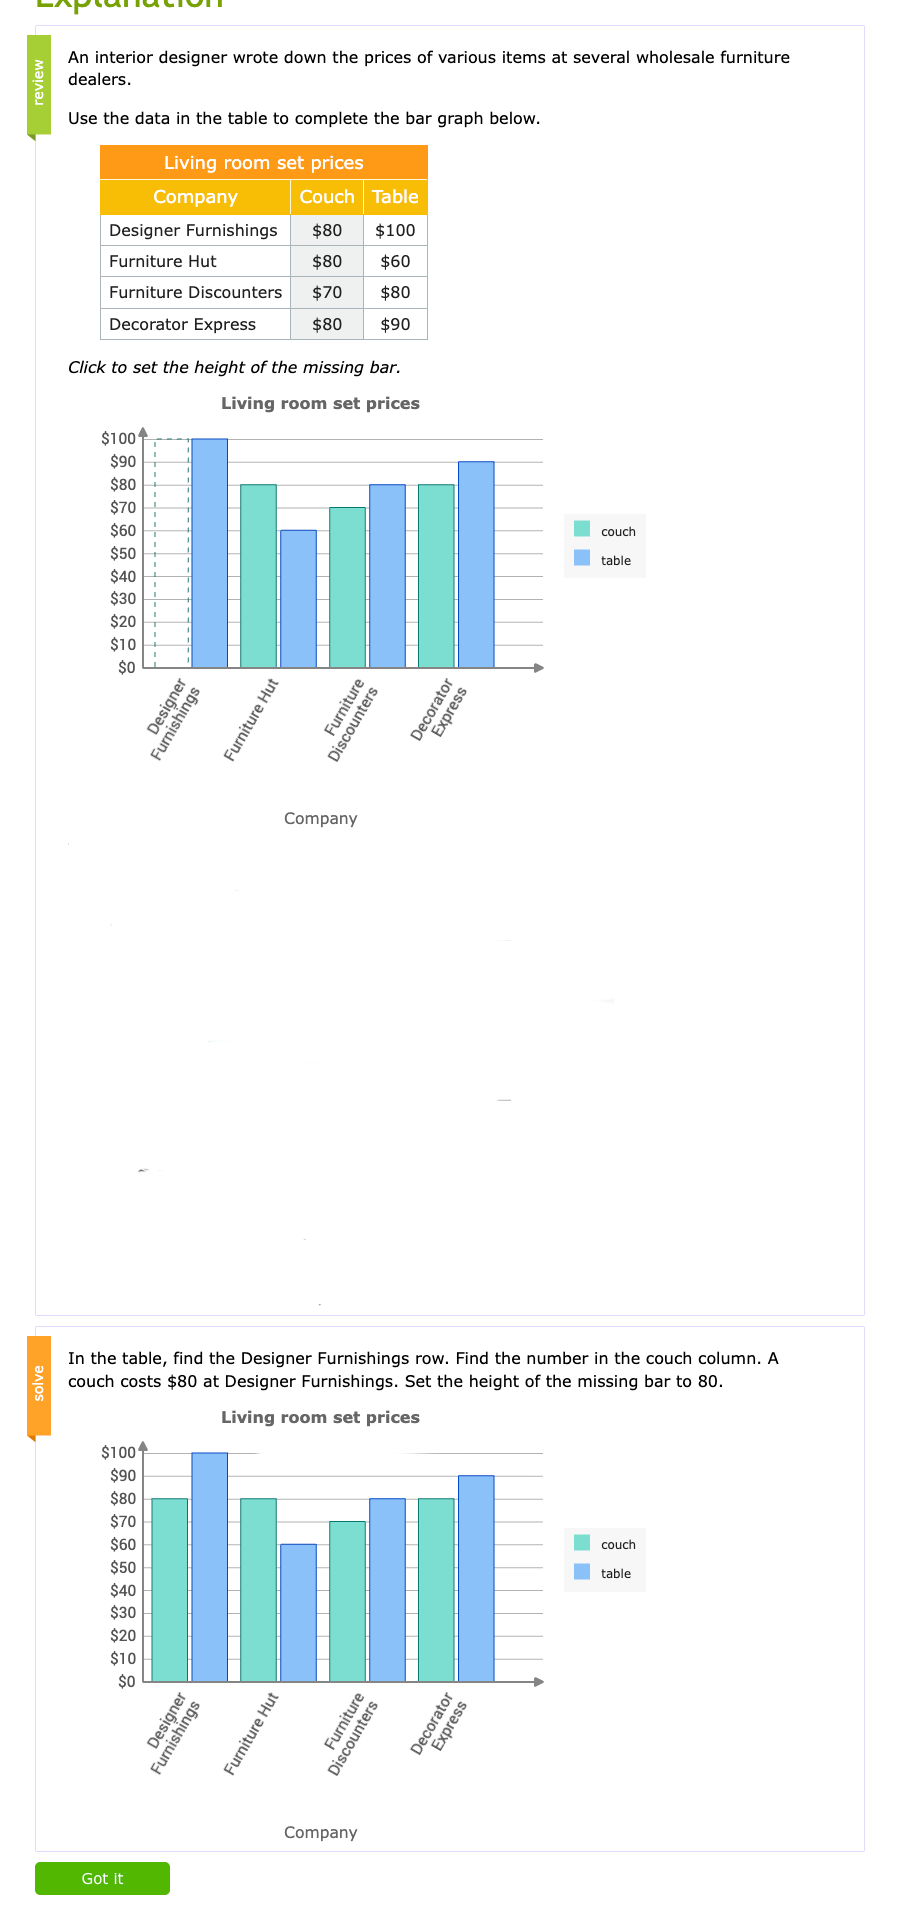 Explanation
review
An interior designer wrote down the prices of various items at several wholesale furniture
dealers.
Use the data in the table to complete the bar graph below.
Living room set prices
Company Couch Table
Designer Furnishings $80 $100
Furniture Hut $80 $60
Furniture Discounters $70 $80
Decorator Express $80 $90
Click to set the height of the missing bar.
Living room set prices
$100
$90
$80
$70
$60
$50
$40
$30
$20
$10
$0
couch
table
Designer
Furnishings
Furniture Hut
Furniture
Discounters
Decorator
Express
Company
solve
In the table, find the Designer Furnishings row. Find the number in the couch column. A
couch costs $80 at Designer Furnishings. Set the height of the missing bar to 80.
Living room set prices
$100
$90
$80
$70
$60
$50
$40
$30
$20
$10
$0
couch
table
Designer
Furnishings
Furniture Hut
Furniture
Discounters
Decorator
Express
Company
Got it